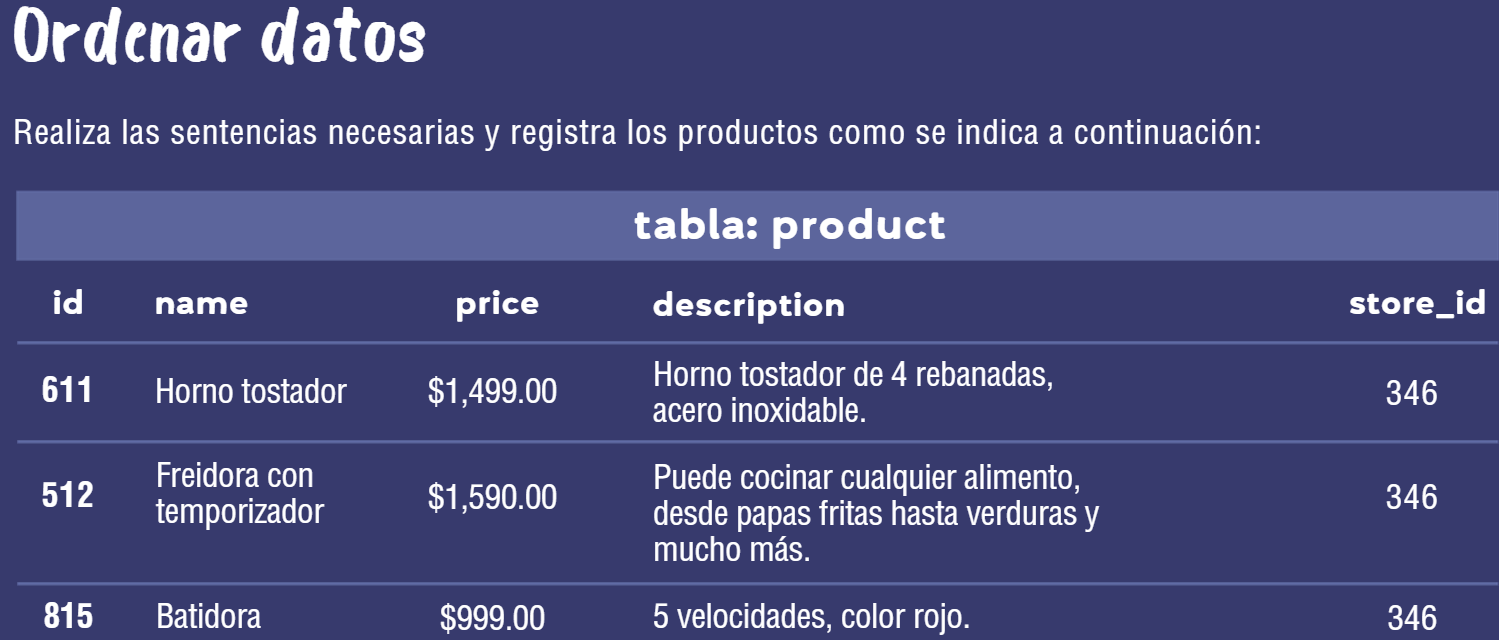 Ordenar datos
Realiza las sentencias necesarias y registra los productos como se indica a continuación:
tabla: product
id name price description store_id
611 Horno tostador $1,499.00 Horno tostador de 4 rebanadas,
acero inoxidable. 346
512 Freidora con
temporizador $1,590.00 Puede cocinar cualquier alimento,
desde papas fritas hasta verduras y
mucho más. 346
815 Batidora $999.00 5 velocidades, color rojo. 346